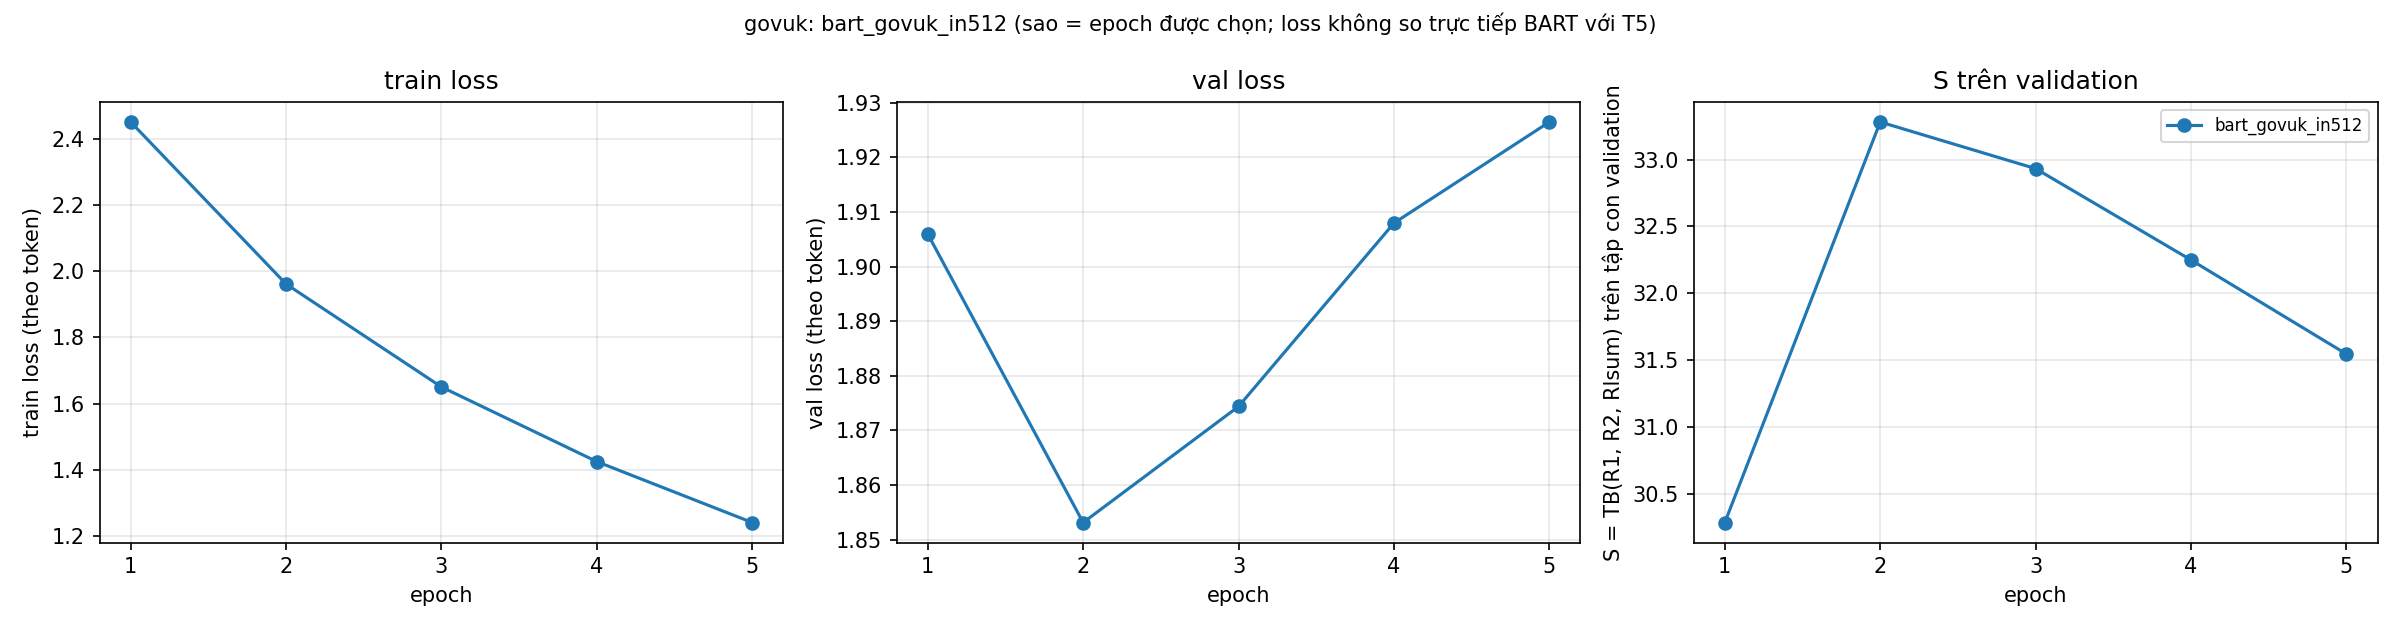 govuk: bart_govuk_in512 (sao = epoch được chọn; loss không so trực tiếp BART với T5)
train loss
train loss (theo token)
2.4
2.2
2.0
1.8
1.6
1.4
1.2
1 2 3 4 5
epoch
val loss
val loss (theo token)
1.93
1.92
1.91
1.90
1.89
1.88
1.87
1.86
1.85
1 2 3 4 5
epoch
S trên validation
S = TB(R1, R2, Rlsum) trên tập con validation
bart_govuk_in512
33.0
32.5
32.0
31.5
31.0
30.5
1 2 3 4 5
epoch